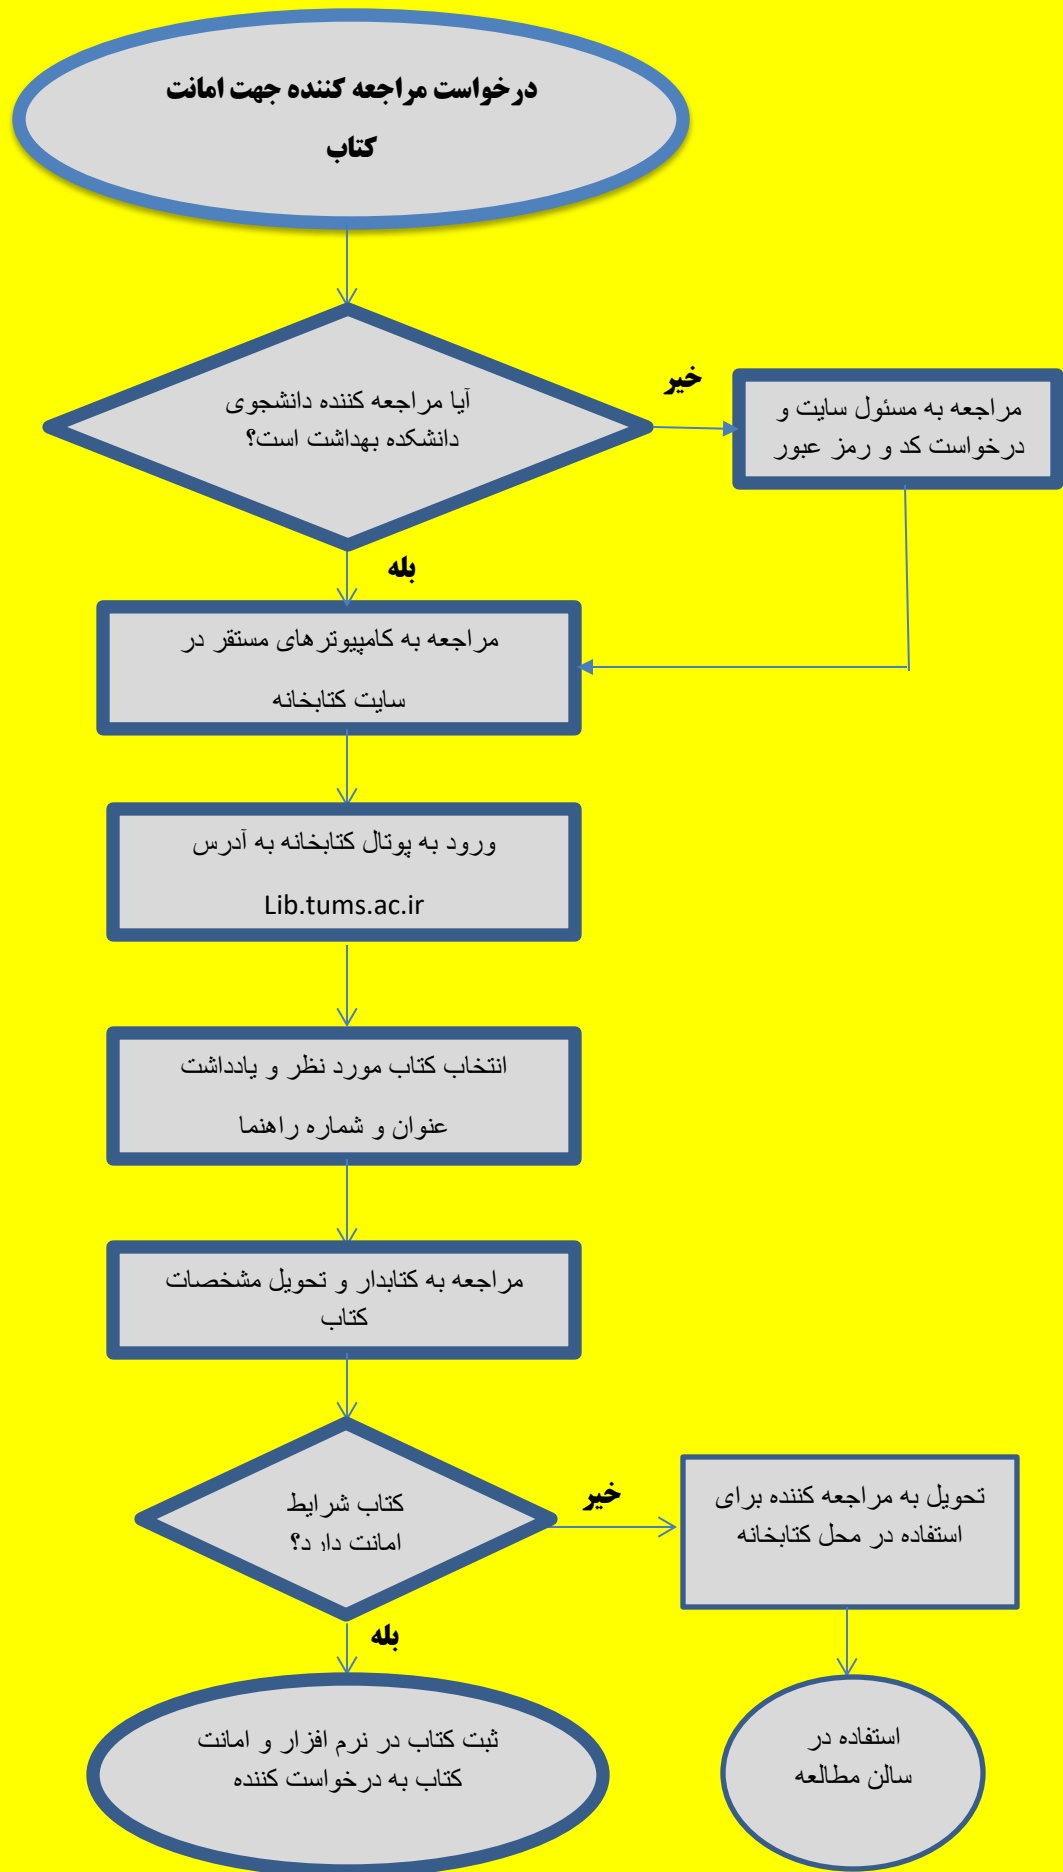 درخواست مراجعه کننده جهت امانت
کتاب
آیا مراجعه کننده دانشجوی
دانشکده بهداشت است؟
خیر
مراجعه به مسئول سایت و
درخواست کد و رمز عبور
بله
مراجعه به کامپیوترهای مستقر در
سایت کتابخانه
ورود به پوتال کتابخانه به آدرس
Lib.tums.ac.ir
انتخاب کتاب مورد نظر و یادداشت
عنوان و شماره راهنما
مراجعه به کتابدار و تحویل مشخصات
کتاب
کتاب شرایط
امانت دارد؟
خیر
تحویل به مراجعه کننده برای
استفاده در محل کتابخانه
بله
ثبت کتاب در نرم افزار و امانت
کتاب به درخواست کننده
استفاده در
سالن مطالعه